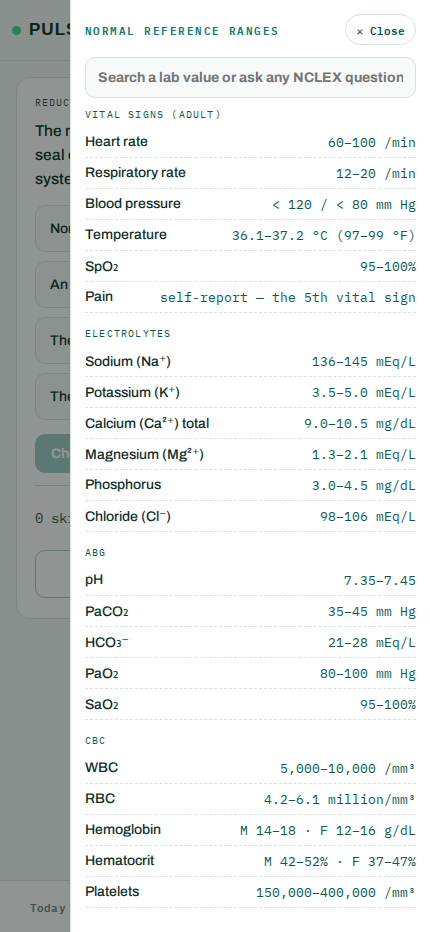 PULS
NORMAL REFERENCE RANGES
× Close
Search a lab value or ask any NCLEX question
REDUC
The
seal
syste
An
The
The
Ch
0 sk
Today
VITAL SIGNS (ADULT)
Heart rate 60–100 /min
Respiratory rate 12–20 /min
Blood pressure < 120 / < 80 mm Hg
Temperature 36.1–37.2 °C (97–99 °F)
SpO₂ 95–100%
Pain self-report — the 5th vital sign
ELECTROLYTES
Sodium (Na⁺) 136–145 mEq/L
Potassium (K⁺) 3.5–5.0 mEq/L
Calcium (Ca²⁺) total 9.0–10.5 mg/dL
Magnesium (Mg²⁺) 1.3–2.1 mEq/L
Phosphorus 3.0–4.5 mg/dL
Chloride (Cl⁻) 98–106 mEq/L
ABG
pH 7.35–7.45
PaCO₂ 35–45 mm Hg
HCO₃⁻ 21–28 mEq/L
PaO₂ 80–100 mm Hg
SaO₂ 95–100%
CBC
WBC 5,000–10,000 /mm³
RBC 4.2–6.1 million/mm³
Hemoglobin M 14–18 · F 12–16 g/dL
Hematocrit M 42–52% · F 37–47%
Platelets 150,000–400,000 /mm³